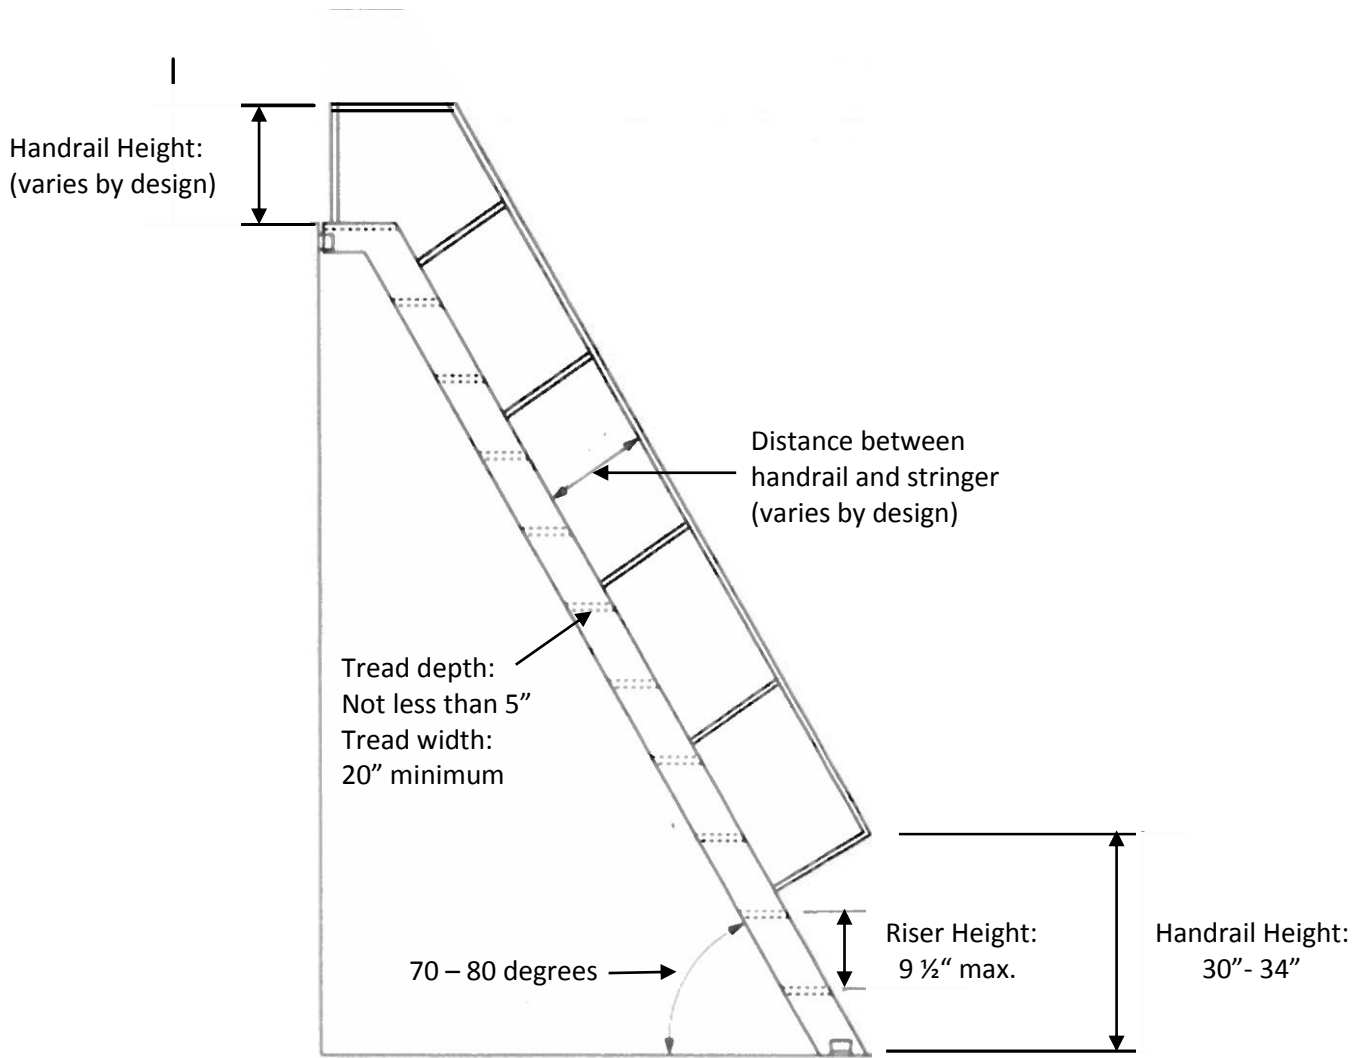 Handrail Height:
(varies by design)
Distance between
handrail and stringer
(varies by design)
Tread depth:
Not less than 5”
Tread width:
20” minimum
70 – 80 degrees
Riser Height:
9 ½“ max.
Handrail Height:
30”- 34”